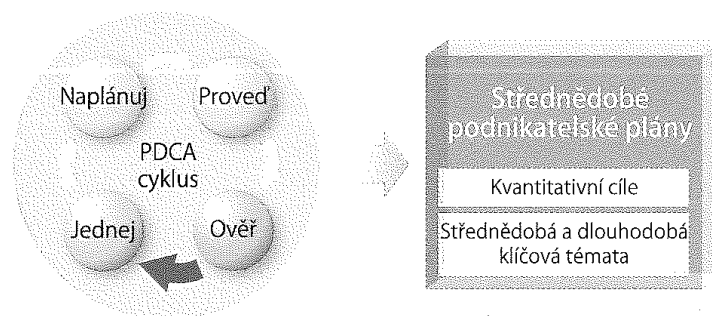 Naplánuj
Proveď
PDCA
cyklus
Jednej
Ověř
Střednědobé
podnikatelské plány
Kvantitativní cíle
Střednědobá a dlouhodobá
klíčová témata